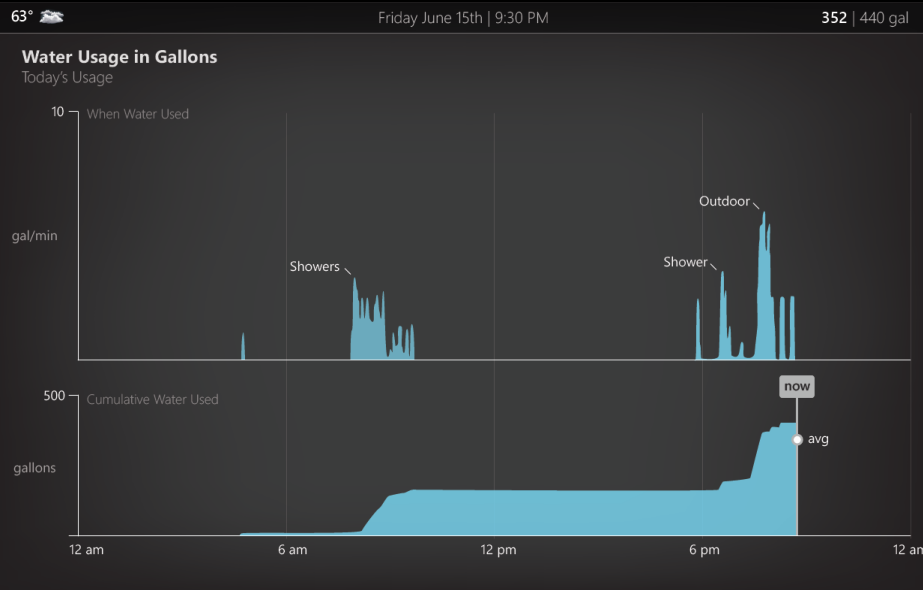 63° Friday June 15th | 9:30 PM 352 | 440 gal
Water Usage in Gallons
Today's Usage
10 When Water Used
Outdoor
gal/min
Showers
Shower
now
500 Cumulative Water Used
avg
gallons
12 am 6 am 12 pm 6 pm 12 am